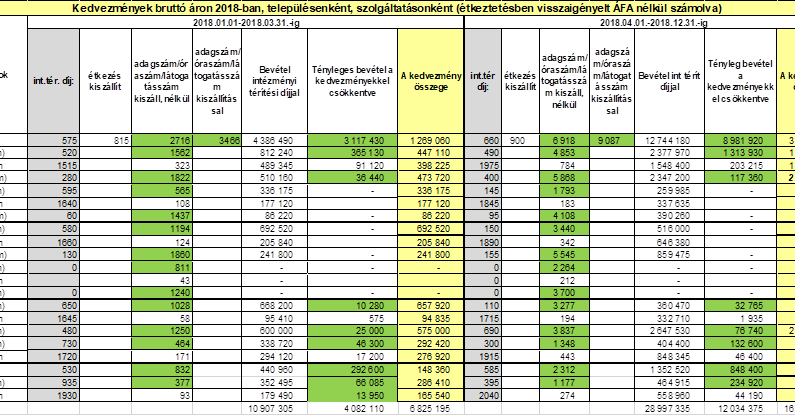 Kedvezmények bruttó áron 2018-ban, településenként, szolgáltatásonként (étkeztetésben visszaigényelt ÁFA nélkül számolva)
2018.01.01-2018.03.31.-ig 2018.04.01.-2018.12.31.-ig
ok int.tér. díj: étkezés kiszállít adagszám/óraszám/látogatásszám kiszáll, nélkül adagszám/óraszám/látogatásszám kiszállítással Bevétel intézményi térítési díjjal Tényleges bevétel a kedvezményekkel csökkentve A kedvezmény összege int.tér díj: étkezés kiszállít adagszám/óraszám/látogatásszám kiszáll, nélkül adagszám/óraszám/látogatásszám kiszállítással Bevétel int térít díjjal Tényleg bevétel a kedvezményekkel csökkentve A k
575 815 2716 3466 4 386 490 3 117 430 1 269 060 660 900 6 918 9 087 12 744 180 8 981 920 3
) 520 1562 812 240 365 130 447 110 490 4 853 2 377 970 1 313 930 1
n 1515 323 489 345 91 120 398 225 1975 784 1 548 400 203 215 1
m) 280 1822 510 160 36 440 473 720 400 5 868 2 347 200 117 360 2
n) 595 565 336 175 - 336 175 145 1 793 259 985 -
m 1640 108 177 120 177 120 1845 183 337 635
m) 60 1437 86 220 - 86 220 95 4 108 390 260 -
n) 580 1194 692 520 - 692 520 150 3 440 516 000 -
m 1660 124 205 840 205 840 1890 342 646 380
n) 130 1860 241 800 - 241 800 155 5 545 859 475 -
n) 0 811 - - - 0 2 264 - -
m 43 - - - 0 212 - -
n) 0 1240 - - - 0 3 700 - -
n) 650 1028 668 200 10 280 657 920 110 3 277 360 470 32 765
m 1645 58 95 410 575 94 835 1715 194 332 710 1 935
m) 480 1250 600 000 25 000 575 000 690 3 837 2 647 530 76 740 2
m) 730 464 338 720 46 300 292 420 300 1 348 404 400 132 600
m 1720 171 294 120 17 200 276 920 1915 443 848 345 46 400
n) 530 832 440 960 292 600 148 360 585 2 312 1 352 520 848 400
m) 935 377 352 495 66 085 286 410 395 1 177 464 915 234 920
m 1930 93 179 490 13 950 165 540 2040 274 558 960 44 190
10 907 305 4 082 110 6 825 195 28 997 335 12 034 375 16